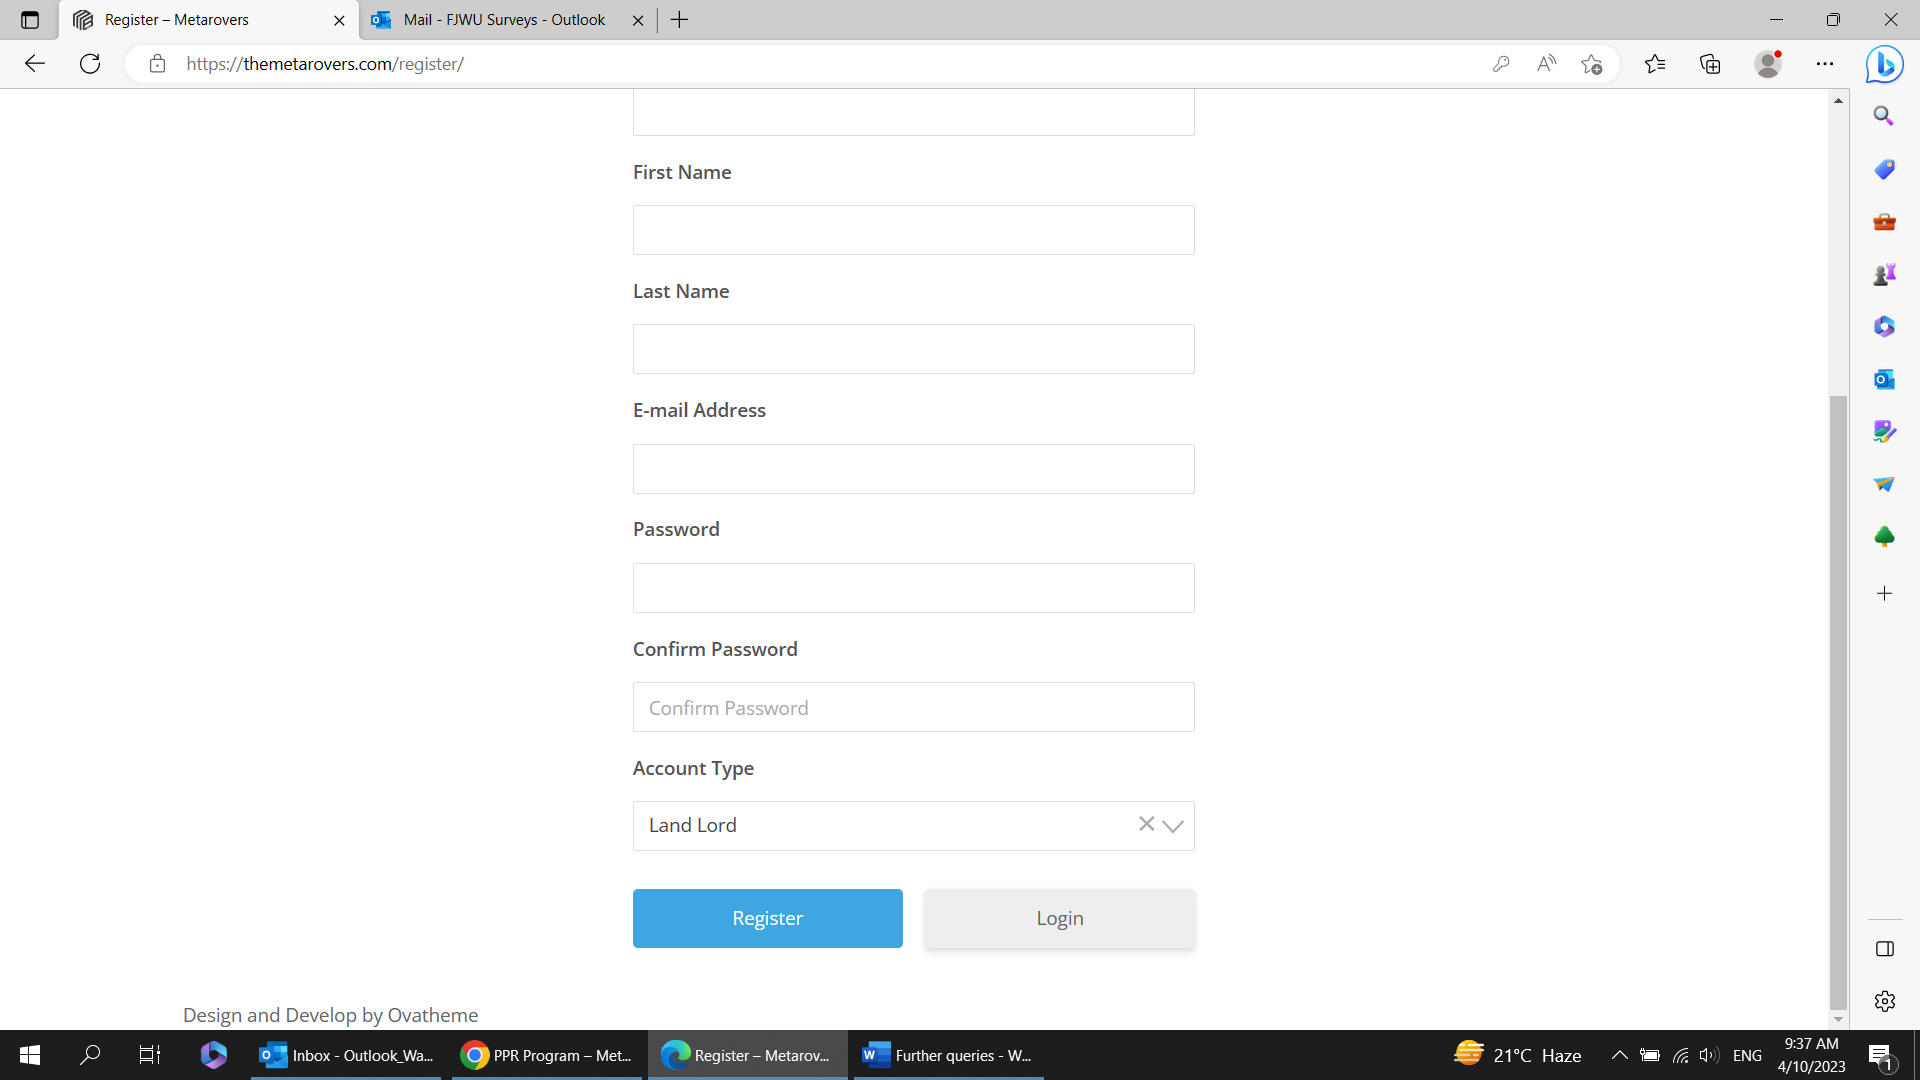 Register – Metarovers
Mail - FJWU Surveys - Outlook
https://themetarovers.com/register/
First Name
Last Name
E-mail Address
Password
Confirm Password
Confirm Password
Account Type
Land Lord
Register
Login
Design and Develop by Ovatheme
Inbox - Outlook_Wa...
PPR Program – Met...
Register – Metarov...
Further queries - W...
21°C Haze
ENG
9:37 AM
4/10/2023
1